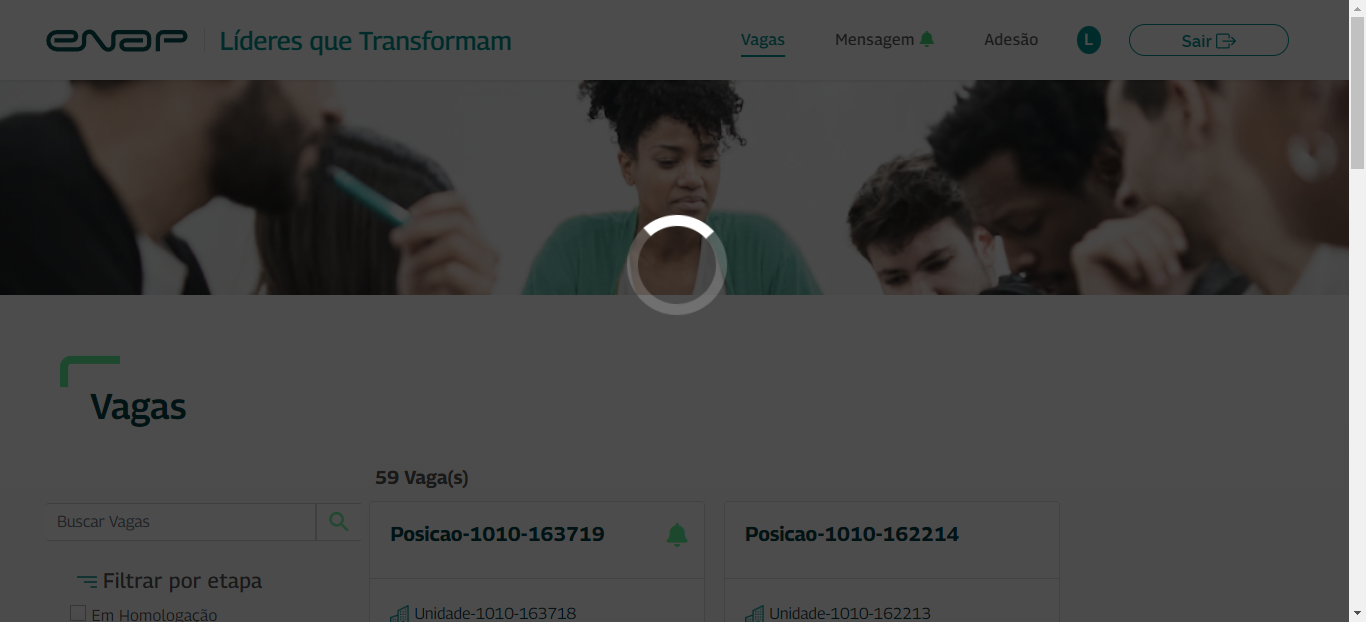 enap
Líderes que Transformam
Vagas
Mensagem
Adesão
L
Sair
Vagas
59 Vaga(s)
Buscar Vagas
Filtrar por etapa
Em Homologação
Posicao-1010-163719
Unidade-1010-163718
Posicao-1010-162214
Unidade-1010-162213